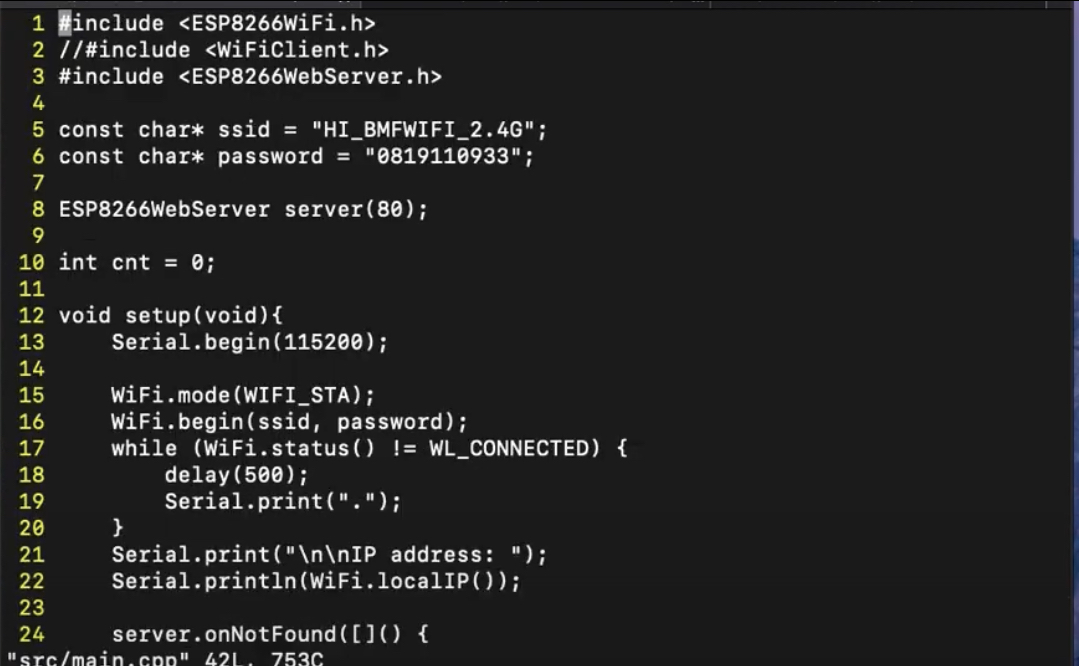 1 #include <ESP8266WiFi.h>
2 //#include <WiFiClient.h>
3 #include <ESP8266WebServer.h>
4
5 const char* ssid = "HI_BMFWIFI_2.4G";
6 const char* password = "0819110933";
7
8 ESP8266WebServer server(80);
9
10 int cnt = 0;
11
12 void setup(void){
13     Serial.begin(115200);
14
15     WiFi.mode(WIFI_STA);
16     WiFi.begin(ssid, password);
17     while (WiFi.status() != WL_CONNECTED) {
18         delay(500);
19         Serial.print(".");
20     }
21     Serial.print("\n\nIP address: ");
22     Serial.println(WiFi.localIP());
23
24     server.onNotFound([]() {
"src/main.cpp" 42L, 753C